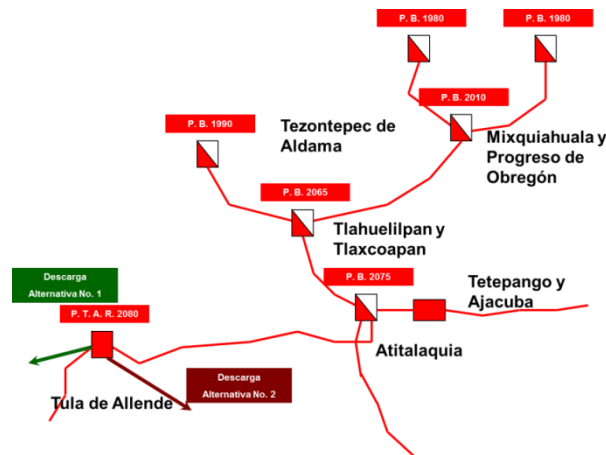 P. B. 1980
P. B. 1980
P. B. 2010
P. B. 1990
Tezontepec de
Aldama
Mixquiahuala y
Progreso de
Obregón
P. B. 2065
Tlahuelilpan y
Tlaxcoapan
Descarga
Alternativa No. 1
P. B. 2075
Tetepango y
Ajacuba
P. T. A. R. 2080
Atitalaquia
Descarga
Alternativa No. 2
Tula de Allende